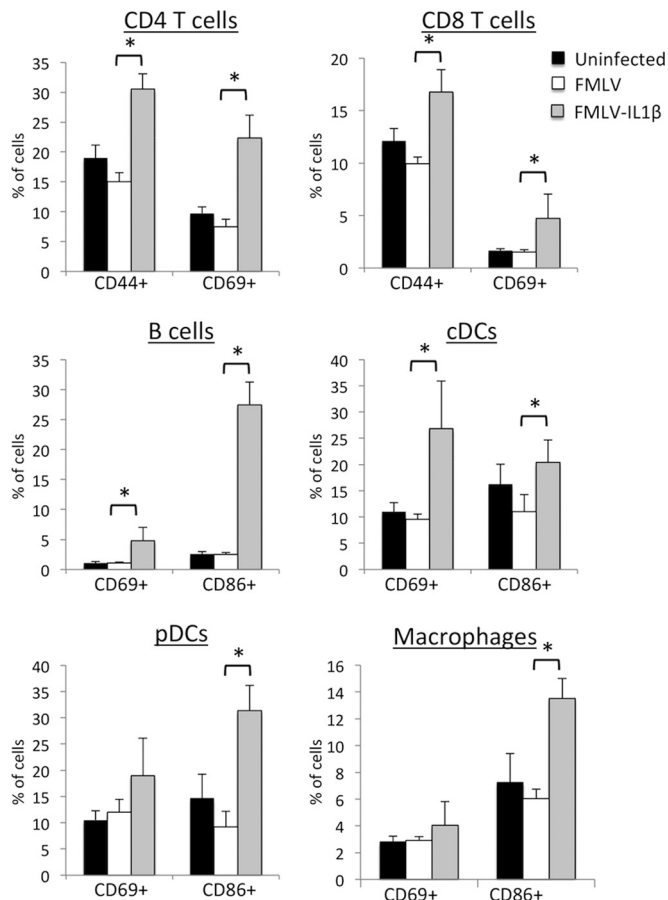 CD4 T cells
% of cells
35
30
25
20
15
10
5
0
*
*
CD44+ CD69+
CD8 T cells
% of cells
20
15
10
5
0
*
*
CD44+ CD69+
Uninfected
FMLV
FMLV-IL1β
B cells
% of cells
35
30
25
20
15
10
5
0
*
*
CD69+ CD86+
cDCs
% of cells
40
35
30
25
20
15
10
5
0
*
*
CD69+ CD86+
pDCs
% of cells
40
35
30
25
20
15
10
5
0
*
CD69+ CD86+
Macrophages
% of cells
16
14
12
10
8
6
4
2
0
*
CD69+ CD86+